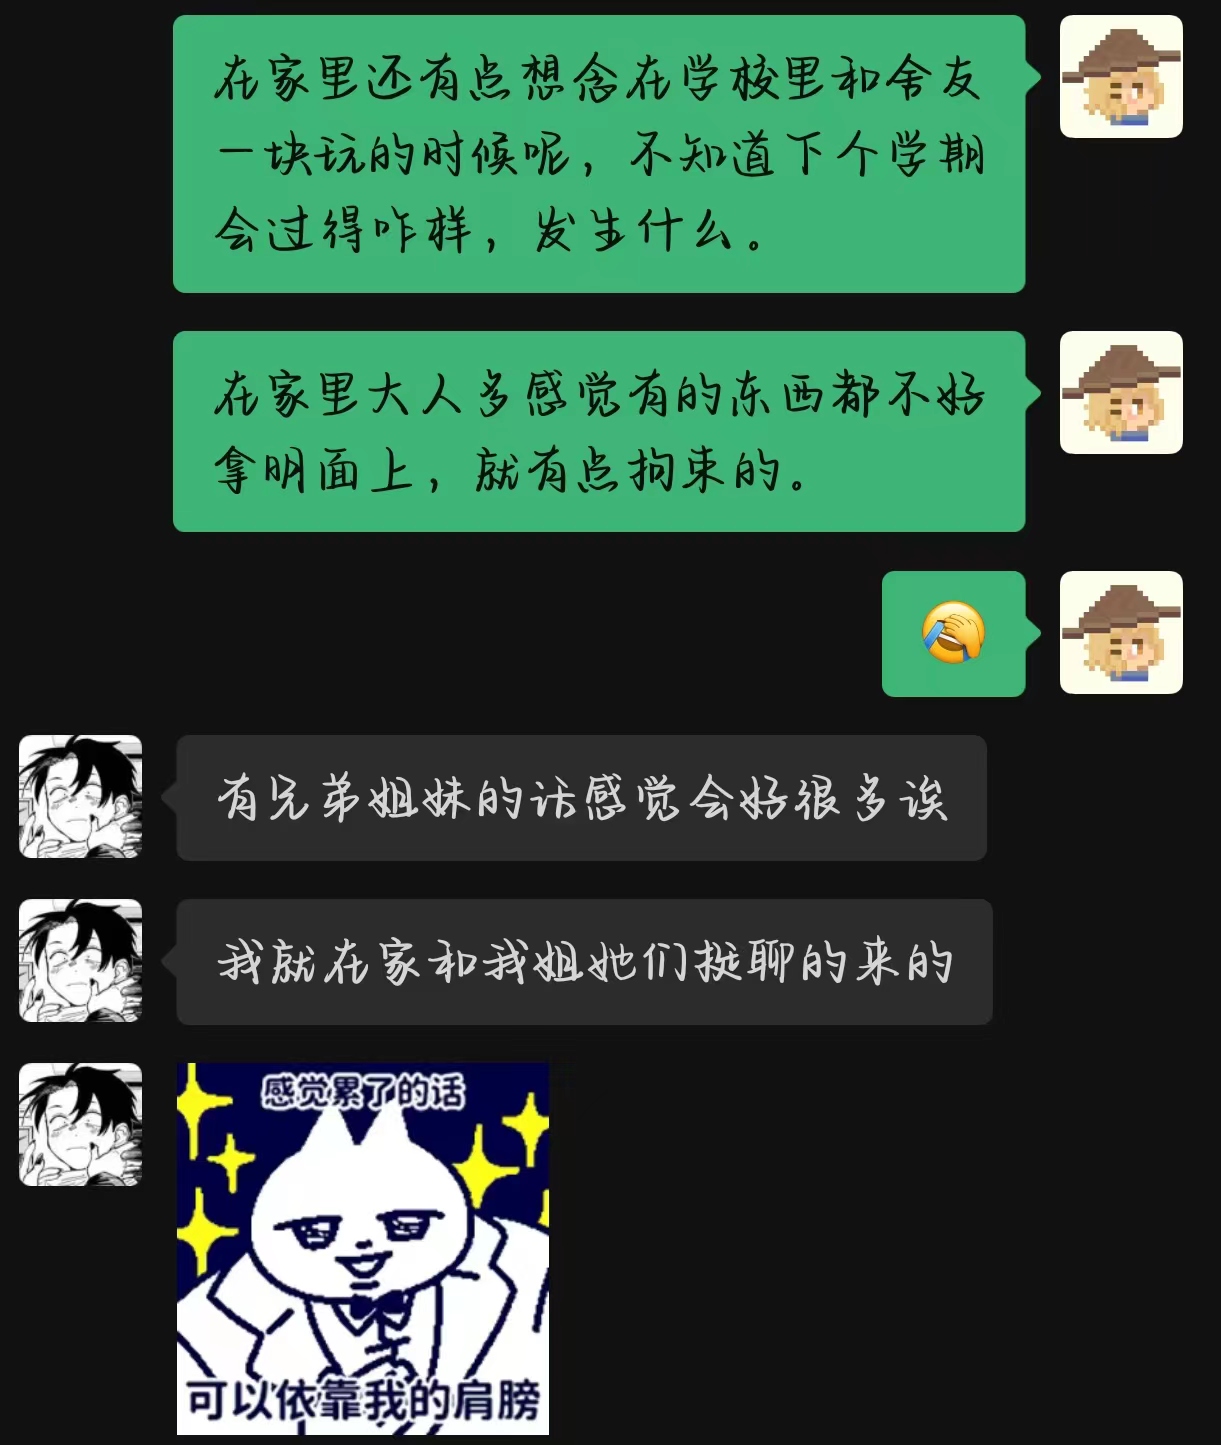 在家里还有点想念在学校里和舍友
一块玩的时候呢，不知道下个学期
会过得咋样，发生什么。
在家里大人多感觉有的东西都不好
拿明面上，就有点拘束的。
🤣
有兄弟姐妹的话感觉会好很多诶
我就在家和我姐她们挺聊的来的
感觉累了的话
可以依靠我的肩膀